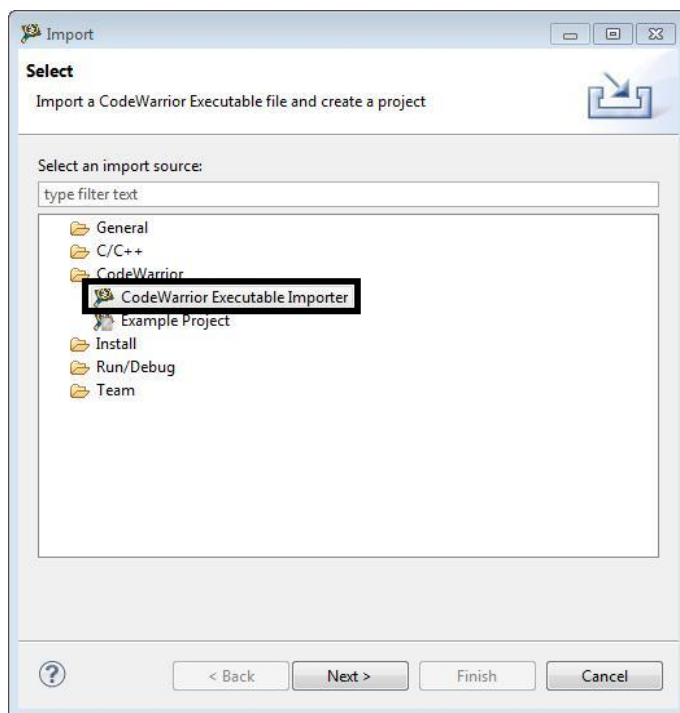 Import
Select
Import a CodeWarrior Executable file and create a project
Select an import source:
type filter text
General
C/C++
CodeWarrior
CodeWarrior Executable Importer
Example Project
Install
Run/Debug
Team
?
< Back
Next >
Finish
Cancel